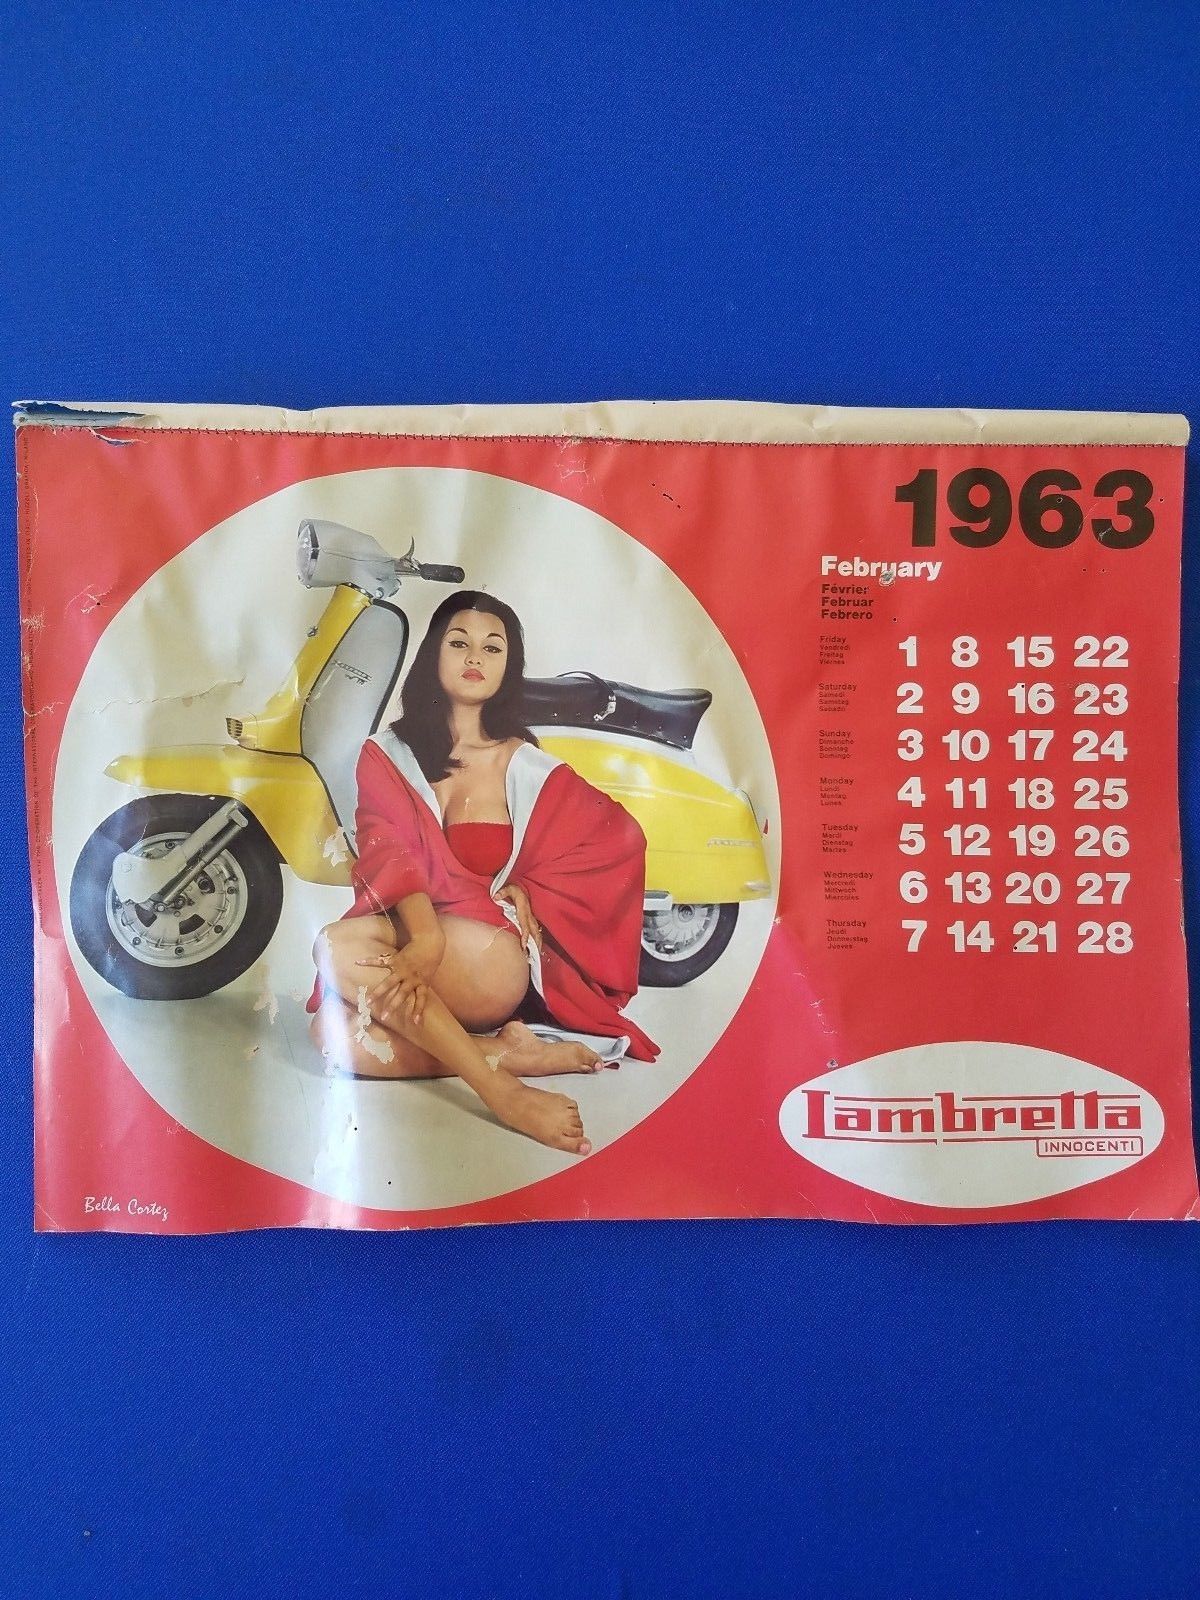 1963
February
Février
Februar
Febrero
Friday
Vendredi
Freitag
Viernes
1 8 15 22
Saturday
Samedi
Samstag
Sabado
2 9 16 23
Sunday
Dimanche
Sonntag
Domingo
3 10 17 24
Monday
Lundi
Montag
Lunes
4 11 18 25
Tuesday
Mardi
Dienstag
Martes
5 12 19 26
Wednesday
Mercredi
Mittwoch
Miercoles
6 13 20 27
Thursday
Jeudi
Donnerstag
Jueves
7 14 21 28
Lambretta
INNOCENTI
Bella Cortez